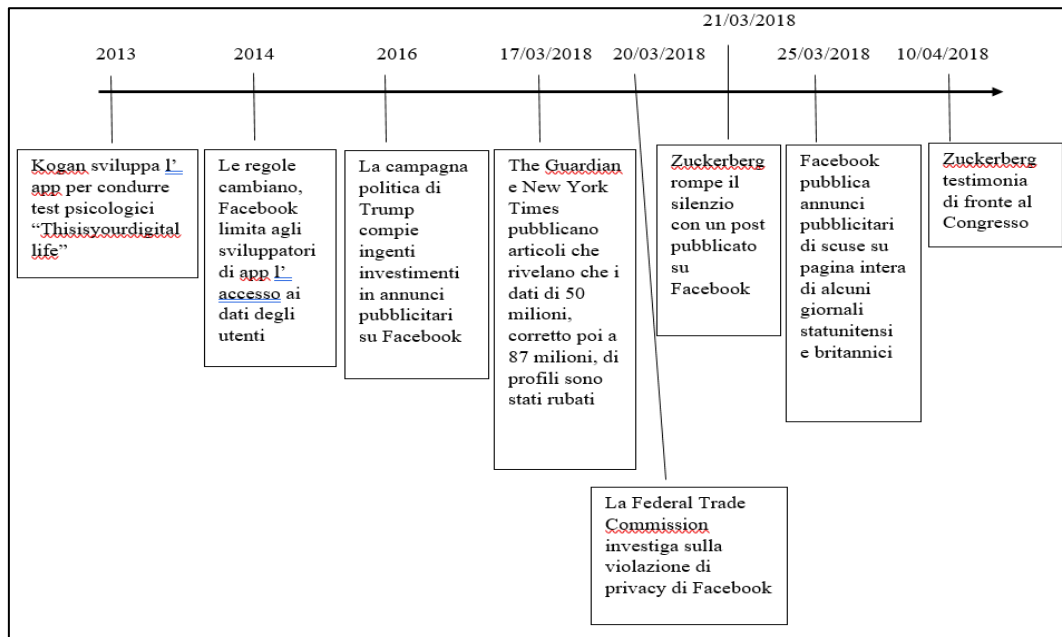 21/03/2018
2013
2014
2016
17/03/2018
20/03/2018
25/03/2018
10/04/2018
Kogan sviluppa l’
app per condurre
test psicologici
“Thisisyourdigital
life”
Le regole
cambiano,
Facebook
limita agli
sviluppatori
di app l’
accesso ai
dati degli
utenti
La campagna
politica di
Trump
compie
ingenti
investimenti
in annunci
pubblicitari
su Facebook
The Guardian
e New York
Times
pubblicano
articoli che
rivelano che i
dati di 50
milioni,
corretto poi a
87 milioni, di
profili sono
stati rubati
La Federal Trade
Commission
investiga sulla
violazione di
privacy di Facebook
Zuckerberg
rompe il
silenzio
con un post
pubblicato
su
Facebook
Facebook
pubblica
annunci
pubblicitari
di scuse su
pagina intera
di alcuni
giornali
statunitensi
e britannici
Zuckerberg
testimonia
di fronte al
Congresso